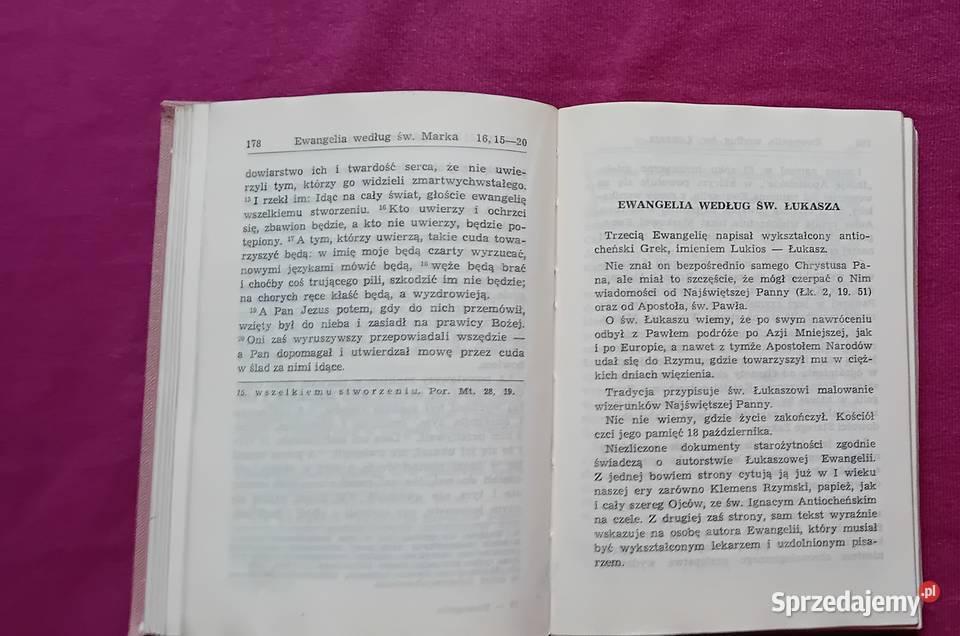 178 Ewangelia według św. Marka 16, 15—20
dowiarstwo ich i twardość serca, że nie uwie-
rzyli tym, którzy go widzieli zmartwychwstałego.
15 I rzekł im: Idąc na cały świat, głoście ewangelię
wszelkiemu stworzeniu. 16 Kto uwierzy i ochrzci
się, zbawion będzie, a kto nie uwierzy, będzie po-
tępiony. 17 A tym, którzy uwierzą, takie cuda towa-
rzyszyć będą: w imię moje będą czarty wyrzucać,
nowymi językami mówić będą, 18 węże będą brać
i choćby coś trującego pili, szkodzić im nie będzie;
na chorych ręce kłaść będą, a wyzdrowieją.
19 A Pan Jezus potem, gdy do nich przemówił,
wzięty był do nieba i zasiadł na prawicy Bożej.
20 Oni zaś wyruszywszy przepowiadali wszędzie —
a Pan dopomagał i utwierdzał mowę przez cuda
w ślad za nimi idące.
15. wszelkiemu stworzeniu. Por. Mt. 28, 19.
EWANGELIA WEDŁUG ŚW. ŁUKASZA
Trzecią Ewangelię napisał wykształcony antio-
cheński Grek, imieniem Lukios — Łukasz.
Nie znał on bezpośrednio samego Chrystusa Pa-
na, ale miał to szczęście, że mógł czerpać o Nim
wiadomości od Najświętszej Panny (Łk. 2, 19. 51)
oraz od Apostoła, św. Pawła.
O św. Łukaszu wiemy, że po swym nawróceniu
odbył z Pawłem podróże po Azji Mniejszej, jak
i po Europie, a nawet z tymże Apostołem Narodów
udał się do Rzymu, gdzie towarzyszył mu w cięż-
kich dniach więzienia.
Tradycja przypisuje św. Łukaszowi malowanie
wizerunków Najświętszej Panny.
Nic nie wiemy, gdzie życie zakończył. Kościół
czci jego pamięć 18 października.
Niezliczone dokumenty starożytności zgodnie
świadczą o autorstwie Łukaszowej Ewangelii.
Z jednej bowiem strony cytują ją już w I wieku
naszej ery zarówno Klemens Rzymski, papież, jak
i cały szereg Ojców, ze św. Ignacym Antiocheńskim
na czele. Z drugiej zaś strony, sam tekst wyraźnie
wskazuje na osobę autora Ewangelii, który musiał
być wykształconym lekarzem i uzdolnionym pisa-
rzem.
Sprzedajemy.pl